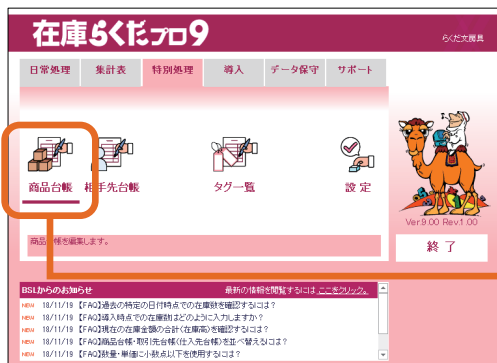 在庫らくだプロ9
らくだ文房具
日常処理 集計表 特別処理 導入 データ保守 サポート
商品台帳 相手先台帳 タグ一覧 設定
Ver.9.00 Rev.1.00
商品台帳を編集します。
終了
BSLからのお知らせ 最新の情報を閲覧するには、ここをクリック。
NEW 18/11/19 【FAQ】過去の特定の日付時点での在庫数を確認するには？
NEW 18/11/19 【FAQ】導入時点での在庫数はどのように入力しますか？
NEW 18/11/19 【FAQ】現在の在庫金額の合計(在庫高)を確認するには？
NEW 18/11/19 【FAQ】商品台帳・取引先台帳(仕入先台帳)を並べ替えるには？
NEW 18/11/19 【FAQ】数量・単価に小数点以下を使用するには？